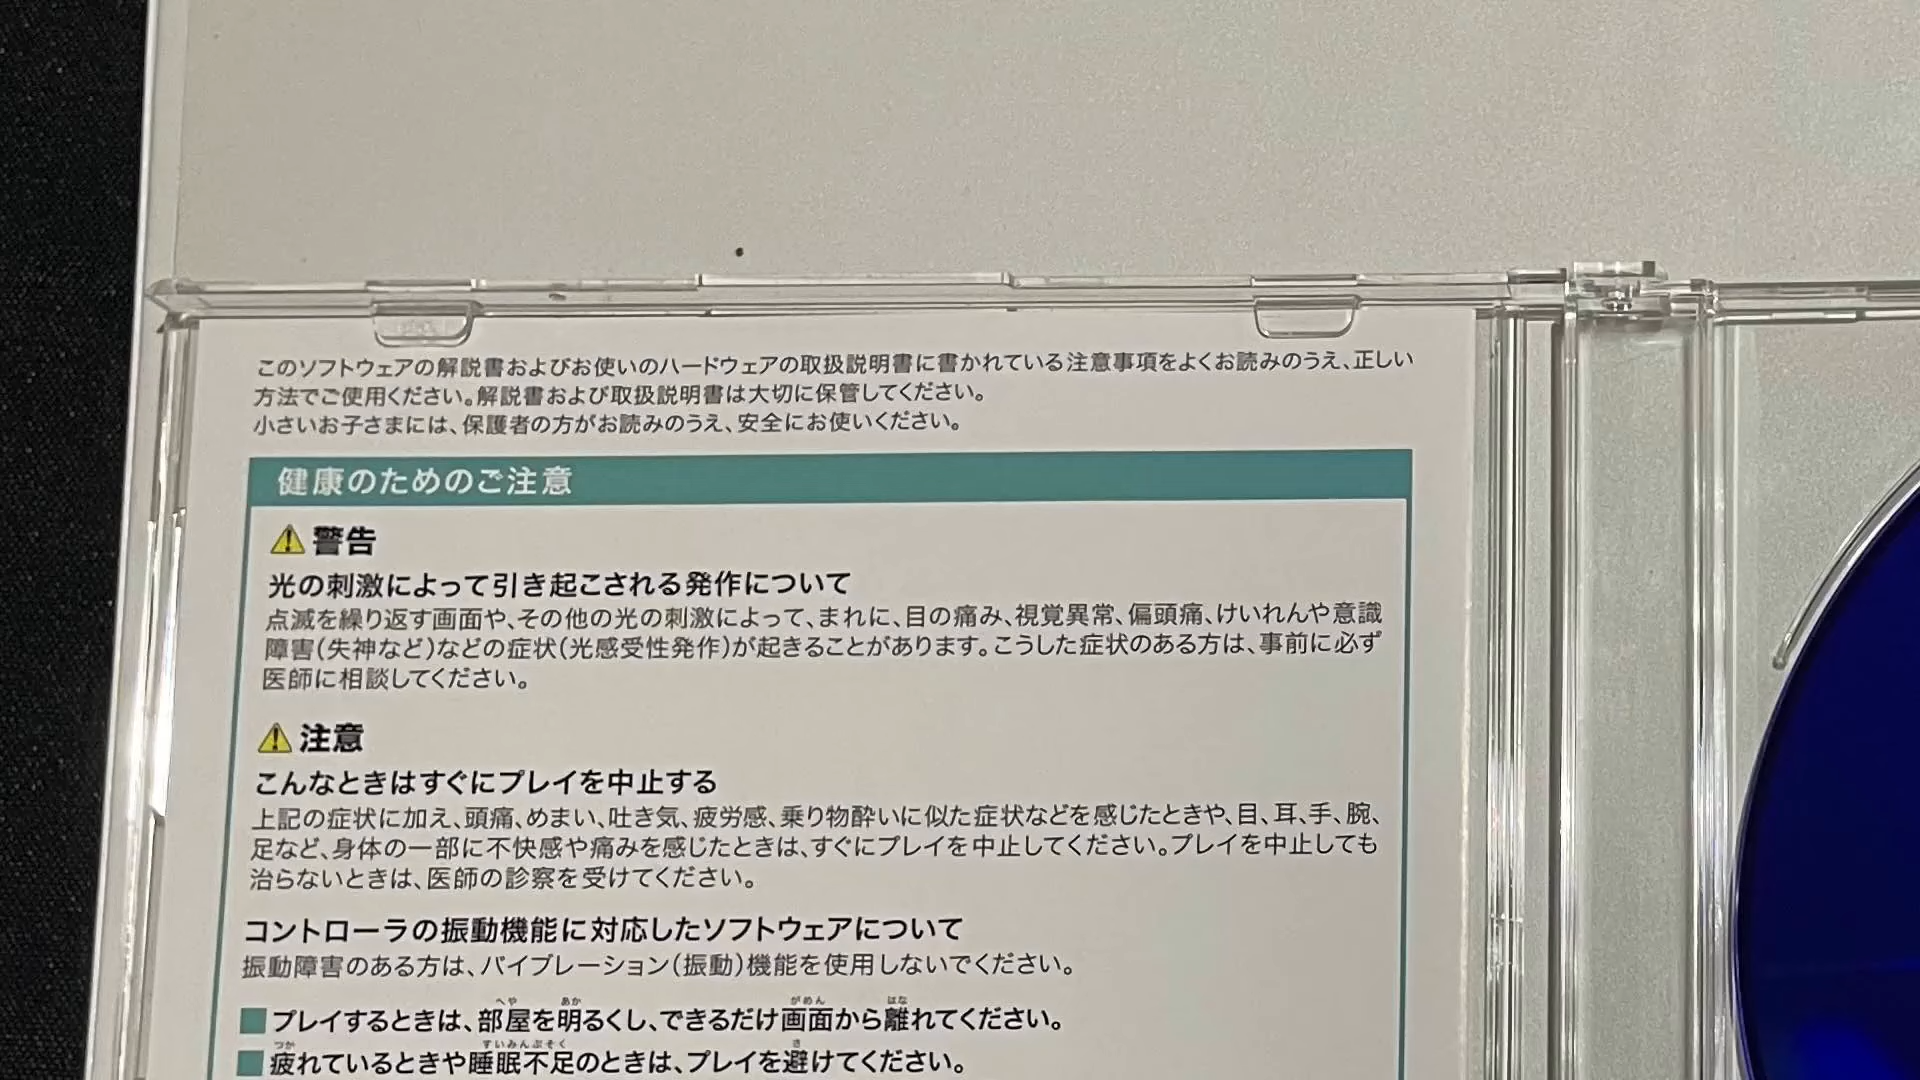 このソフトウェアの解説書およびお使いのハードウェアの取扱説明書に書かれている注意事項をよくお読みのうえ、正しい
方法でご使用ください。解説書および取扱説明書は大切に保管してください。
小さいお子さまには、保護者の方がお読みのうえ、安全にお使いください。
健康のためのご注意
警告
光の刺激によって引き起こされる発作について
点滅を繰り返す画面や、その他の光の刺激によって、まれに、目の痛み、視覚異常、偏頭痛、けいれんや意識
障害(失神など)などの症状(光感受性発作)が起きることがあります。こうした症状のある方は、事前に必ず
医師に相談してください。
注意
こんなときはすぐにプレイを中止する
上記の症状に加え、頭痛、めまい、吐き気、疲労感、乗り物酔いに似た症状などを感じたときや、目、耳、手、腕、
足など、身体の一部に不快感や痛みを感じたときは、すぐにプレイを中止してください。プレイを中止しても
治らないときは、医師の診察を受けてください。
コントローラの振動機能に対応したソフトウェアについて
振動障害のある方は、バイブレーション(振動)機能を使用しないでください。
へや あか がめん はな
プレイするときは、部屋を明るくし、できるだけ画面から離れてください。
つか すいみんぶそく さ
疲れているときや睡眠不足のときは、プレイを避けてください。